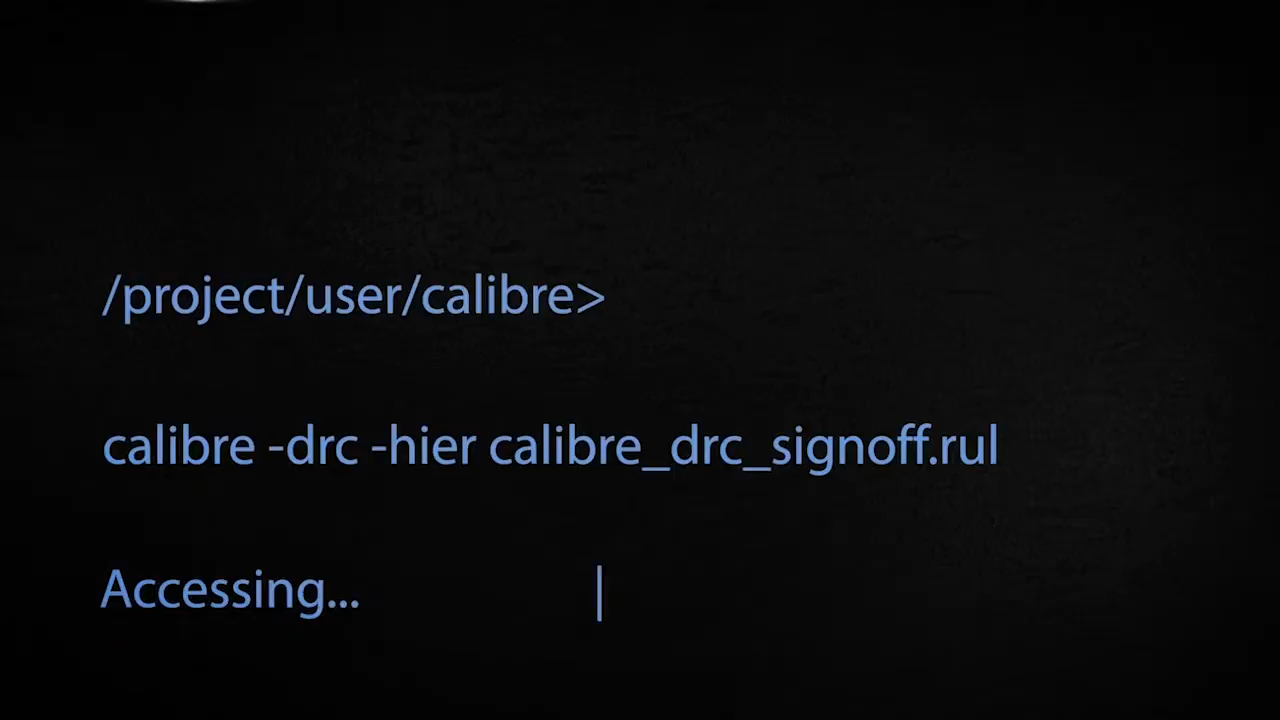 /project/user/calibre>
calibre -drc -hier calibre_drc_signoff.rul
Accessing... |